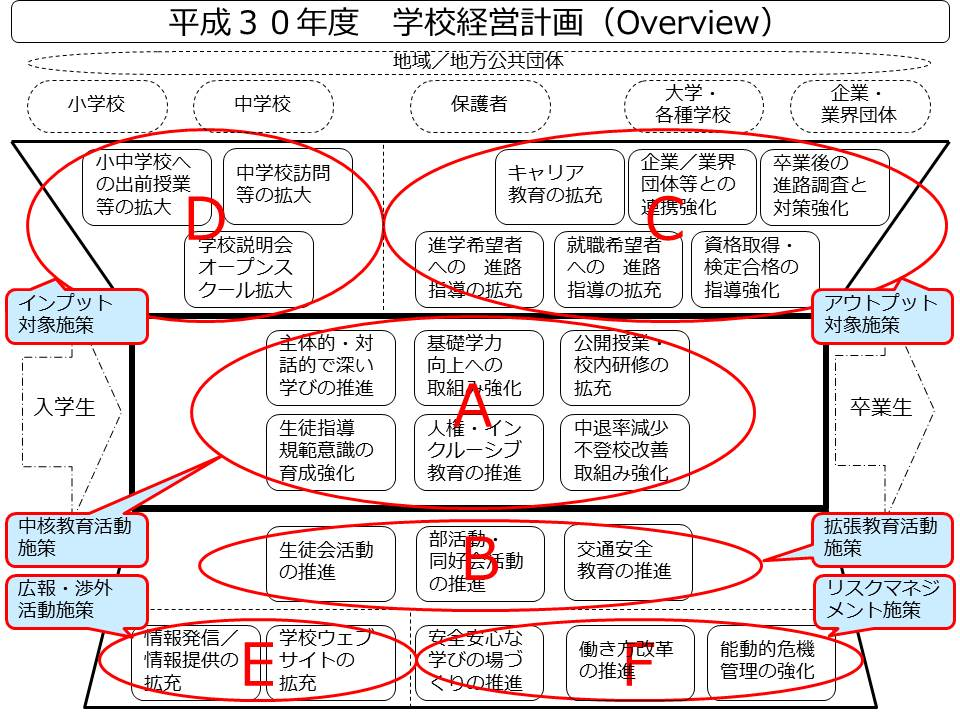 平成３０年度　学校経営計画（Overview）
地域／地方公共団体
小学校
中学校
保護者
大学・
各種学校
企業・
業界団体
小中学校へ
の出前授業
等の拡大
中学校訪問
等の拡大
D
学校説明会
オープンス
クール拡大
キャリア
教育の拡充
企業／業界
団体等との
連携強化
卒業後の
進路調査と
対策強化
C
進学希望者
への　進路
指導の拡充
就職希望者
への　進路
指導の拡充
資格取得・
検定合格の
指導強化
インプット
対象施策
アウトプット
対象施策
入学生
主体的・対
話的で深い
学びの推進
基礎学力
向上への
取組み強化
公開授業・
校内研修の
拡充
A
生徒指導
規範意識の
育成強化
人権・イン
クルーシブ
教育の推進
中退率減少
不登校改善
取組み強化
卒業生
中核教育活動
施策
拡張教育活動
施策
生徒会活動
の推進
部活動・
同好会活動
の推進
B
交通安全
教育の推進
広報・渉外
活動施策
リスクマネジ
メント施策
情報発信／
情報提供の
拡充
E
学校ウェブ
サイトの
拡充
安全安心な
学びの場づ
くりの推進
働き方改革
の推進
F
能動的危機
管理の強化